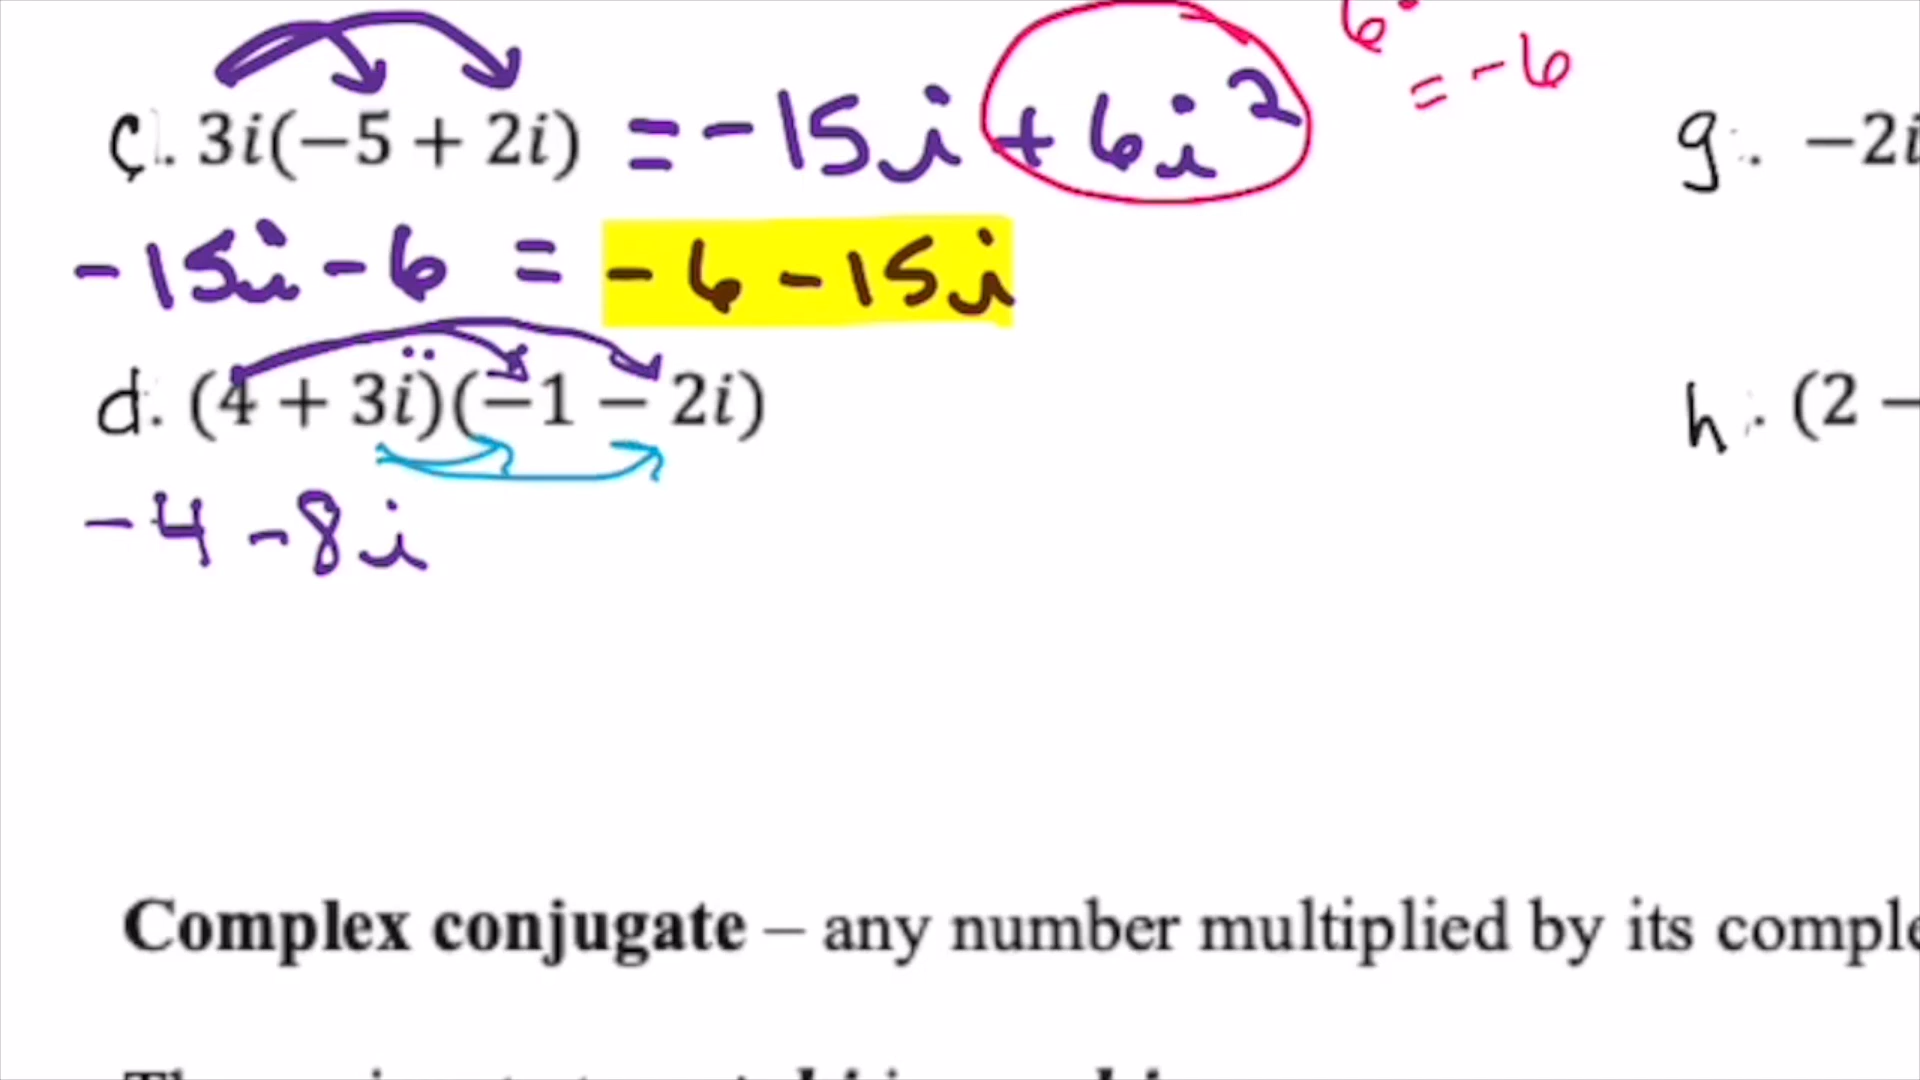 = -6
c. 3i(−5 + 2i) = -15i + 6i²
g. −2i
-15i - 6 = -6 - 15i
d. (4 + 3i)(−1 − 2i)
h. (2 −
-4 - 8i
Complex conjugate – any number multiplied by its comple